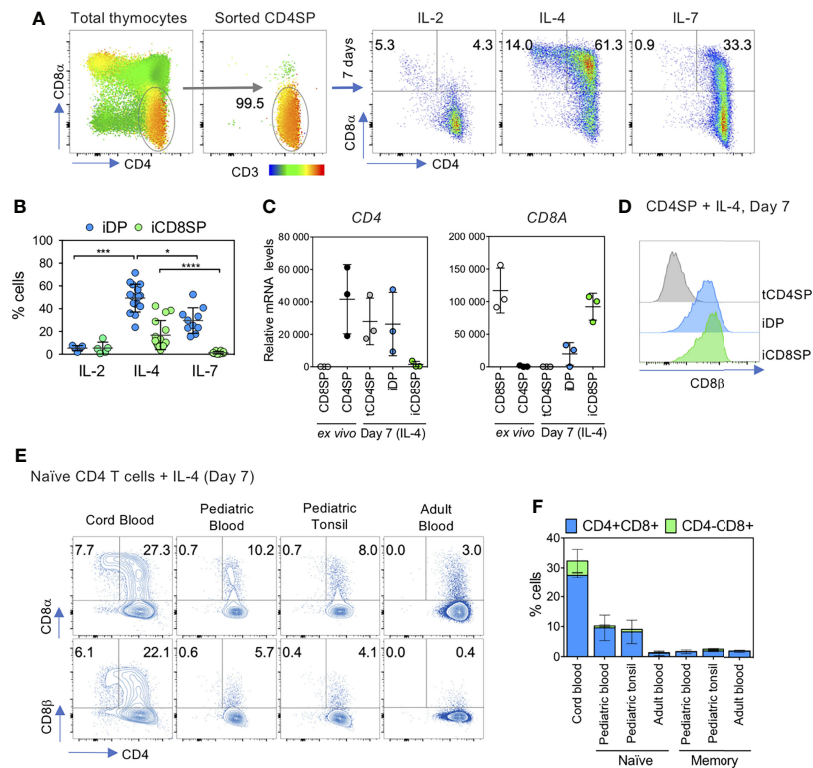 A
Total thymocytes
Sorted CD4SP
IL-2
IL-4
IL-7
CD8α
99.5
7 days
CD8α
5.3
4.3
14.0
61.3
0.9
33.3
CD4
CD3
CD4
B
iDP
iCD8SP
***
*
****
% cells
100
80
60
40
20
0
IL-2
IL-4
IL-7
C
CD4
CD8A
Relative mRNA levels
80 000
60 000
40 000
20 000
0
200 000
150 000
100 000
50 000
0
CD8SP
CD4SP
tCD4SP
iDP
iCD8SP
ex vivo
Day 7 (IL-4)
CD8SP
CD4SP
tCD4SP
iDP
iCD8SP
ex vivo
Day 7 (IL-4)
D
CD4SP + IL-4, Day 7
tCD4SP
iDP
iCD8SP
CD8β
E
Naïve CD4 T cells + IL-4 (Day 7)
Cord Blood
Pediatric
Blood
Pediatric
Tonsil
Adult
Blood
CD8α
7.7
27.3
0.7
10.2
0.7
8.0
0.0
3.0
CD8β
6.1
22.1
0.6
5.7
0.4
4.1
0.0
0.4
CD4
F
CD4+CD8+
CD4-CD8+
% cells
40
30
20
10
0
Cord blood
Pediatric blood
Pediatric tonsil
Adult blood
Pediatric blood
Pediatric tonsil
Adult blood
Naïve
Memory